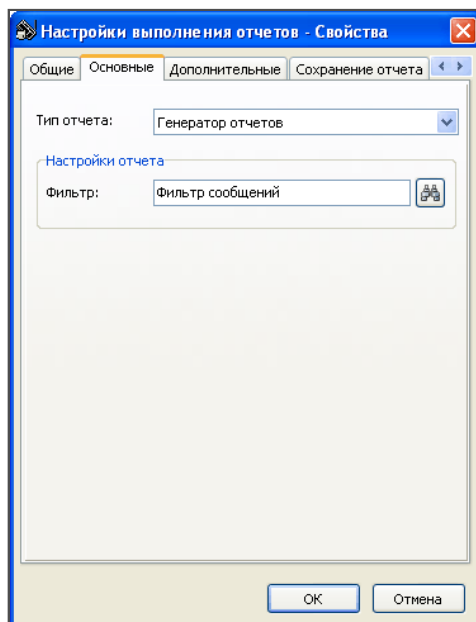 Настройки выполнения отчетов - Свойства
Общие Основные Дополнительные Сохранение отчета
Тип отчета: Генератор отчетов
Настройки отчета
Фильтр: Фильтр сообщений
ОК Отмена